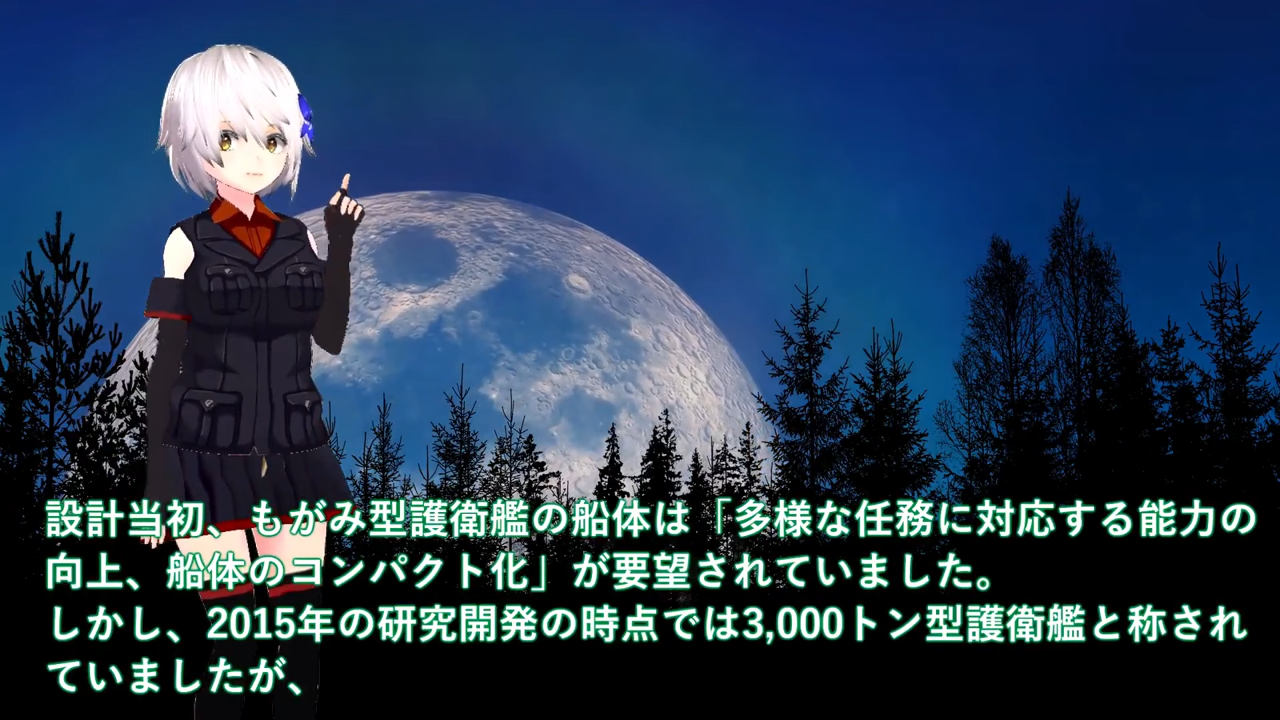 設計当初、もがみ型護衛艦の船体は「多様な任務に対応する能力の
向上、船体のコンパクト化」が要望されていました。
しかし、2015年の研究開発の時点では3,000トン型護衛艦と称され
ていましたが、